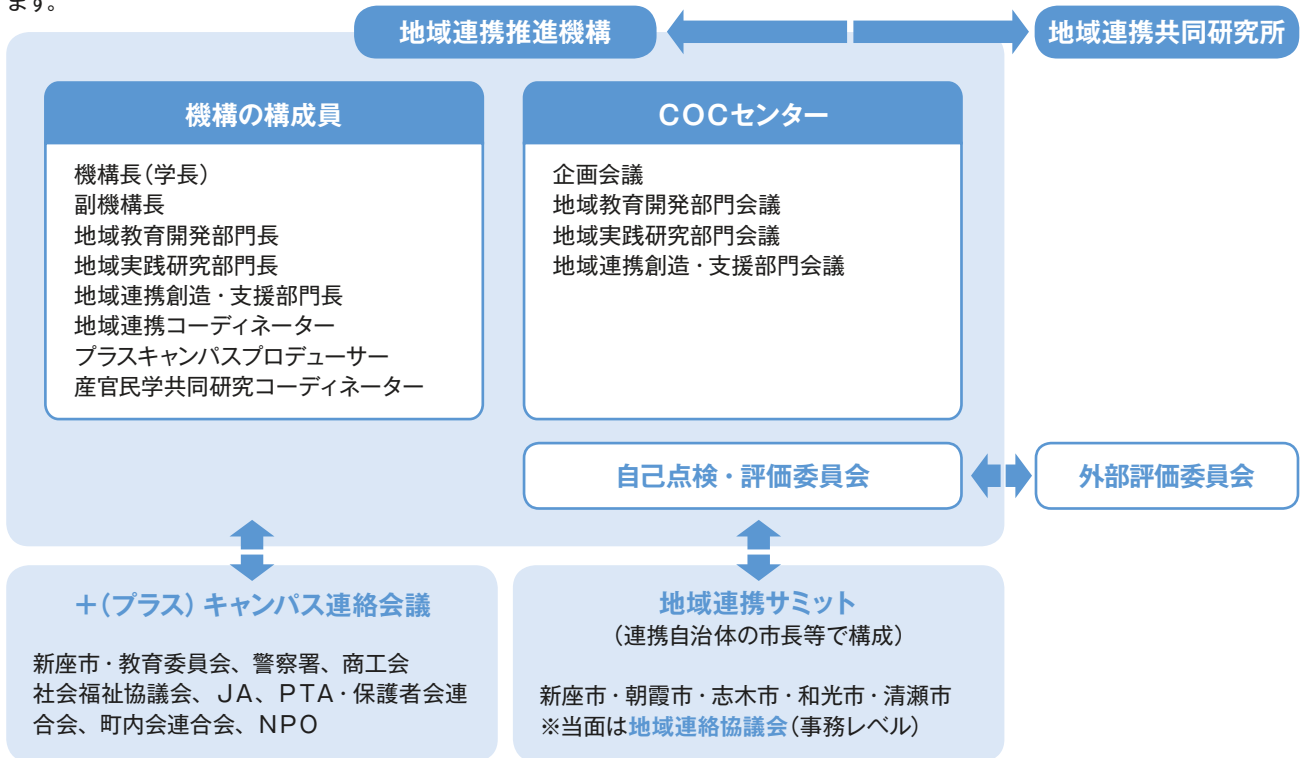 ます。
地域連携推進機構
地域連携共同研究所
機構の構成員
機構長(学長)
副機構長
地域教育開発部門長
地域実践研究部門長
地域連携創造・支援部門長
地域連携コーディネーター
プラスキャンパスプロデューサー
産官民学共同研究コーディネーター
COCセンター
企画会議
地域教育開発部門会議
地域実践研究部門会議
地域連携創造・支援部門会議
自己点検・評価委員会
外部評価委員会
+(プラス)キャンパス連絡会議
新座市・教育委員会、警察署、商工会
社会福祉協議会、JA、PTA・保護者会連
合会、町内会連合会、NPO
地域連携サミット
(連携自治体の市長等で構成)
新座市・朝霞市・志木市・和光市・清瀬市
※当面は地域連絡協議会(事務レベル)